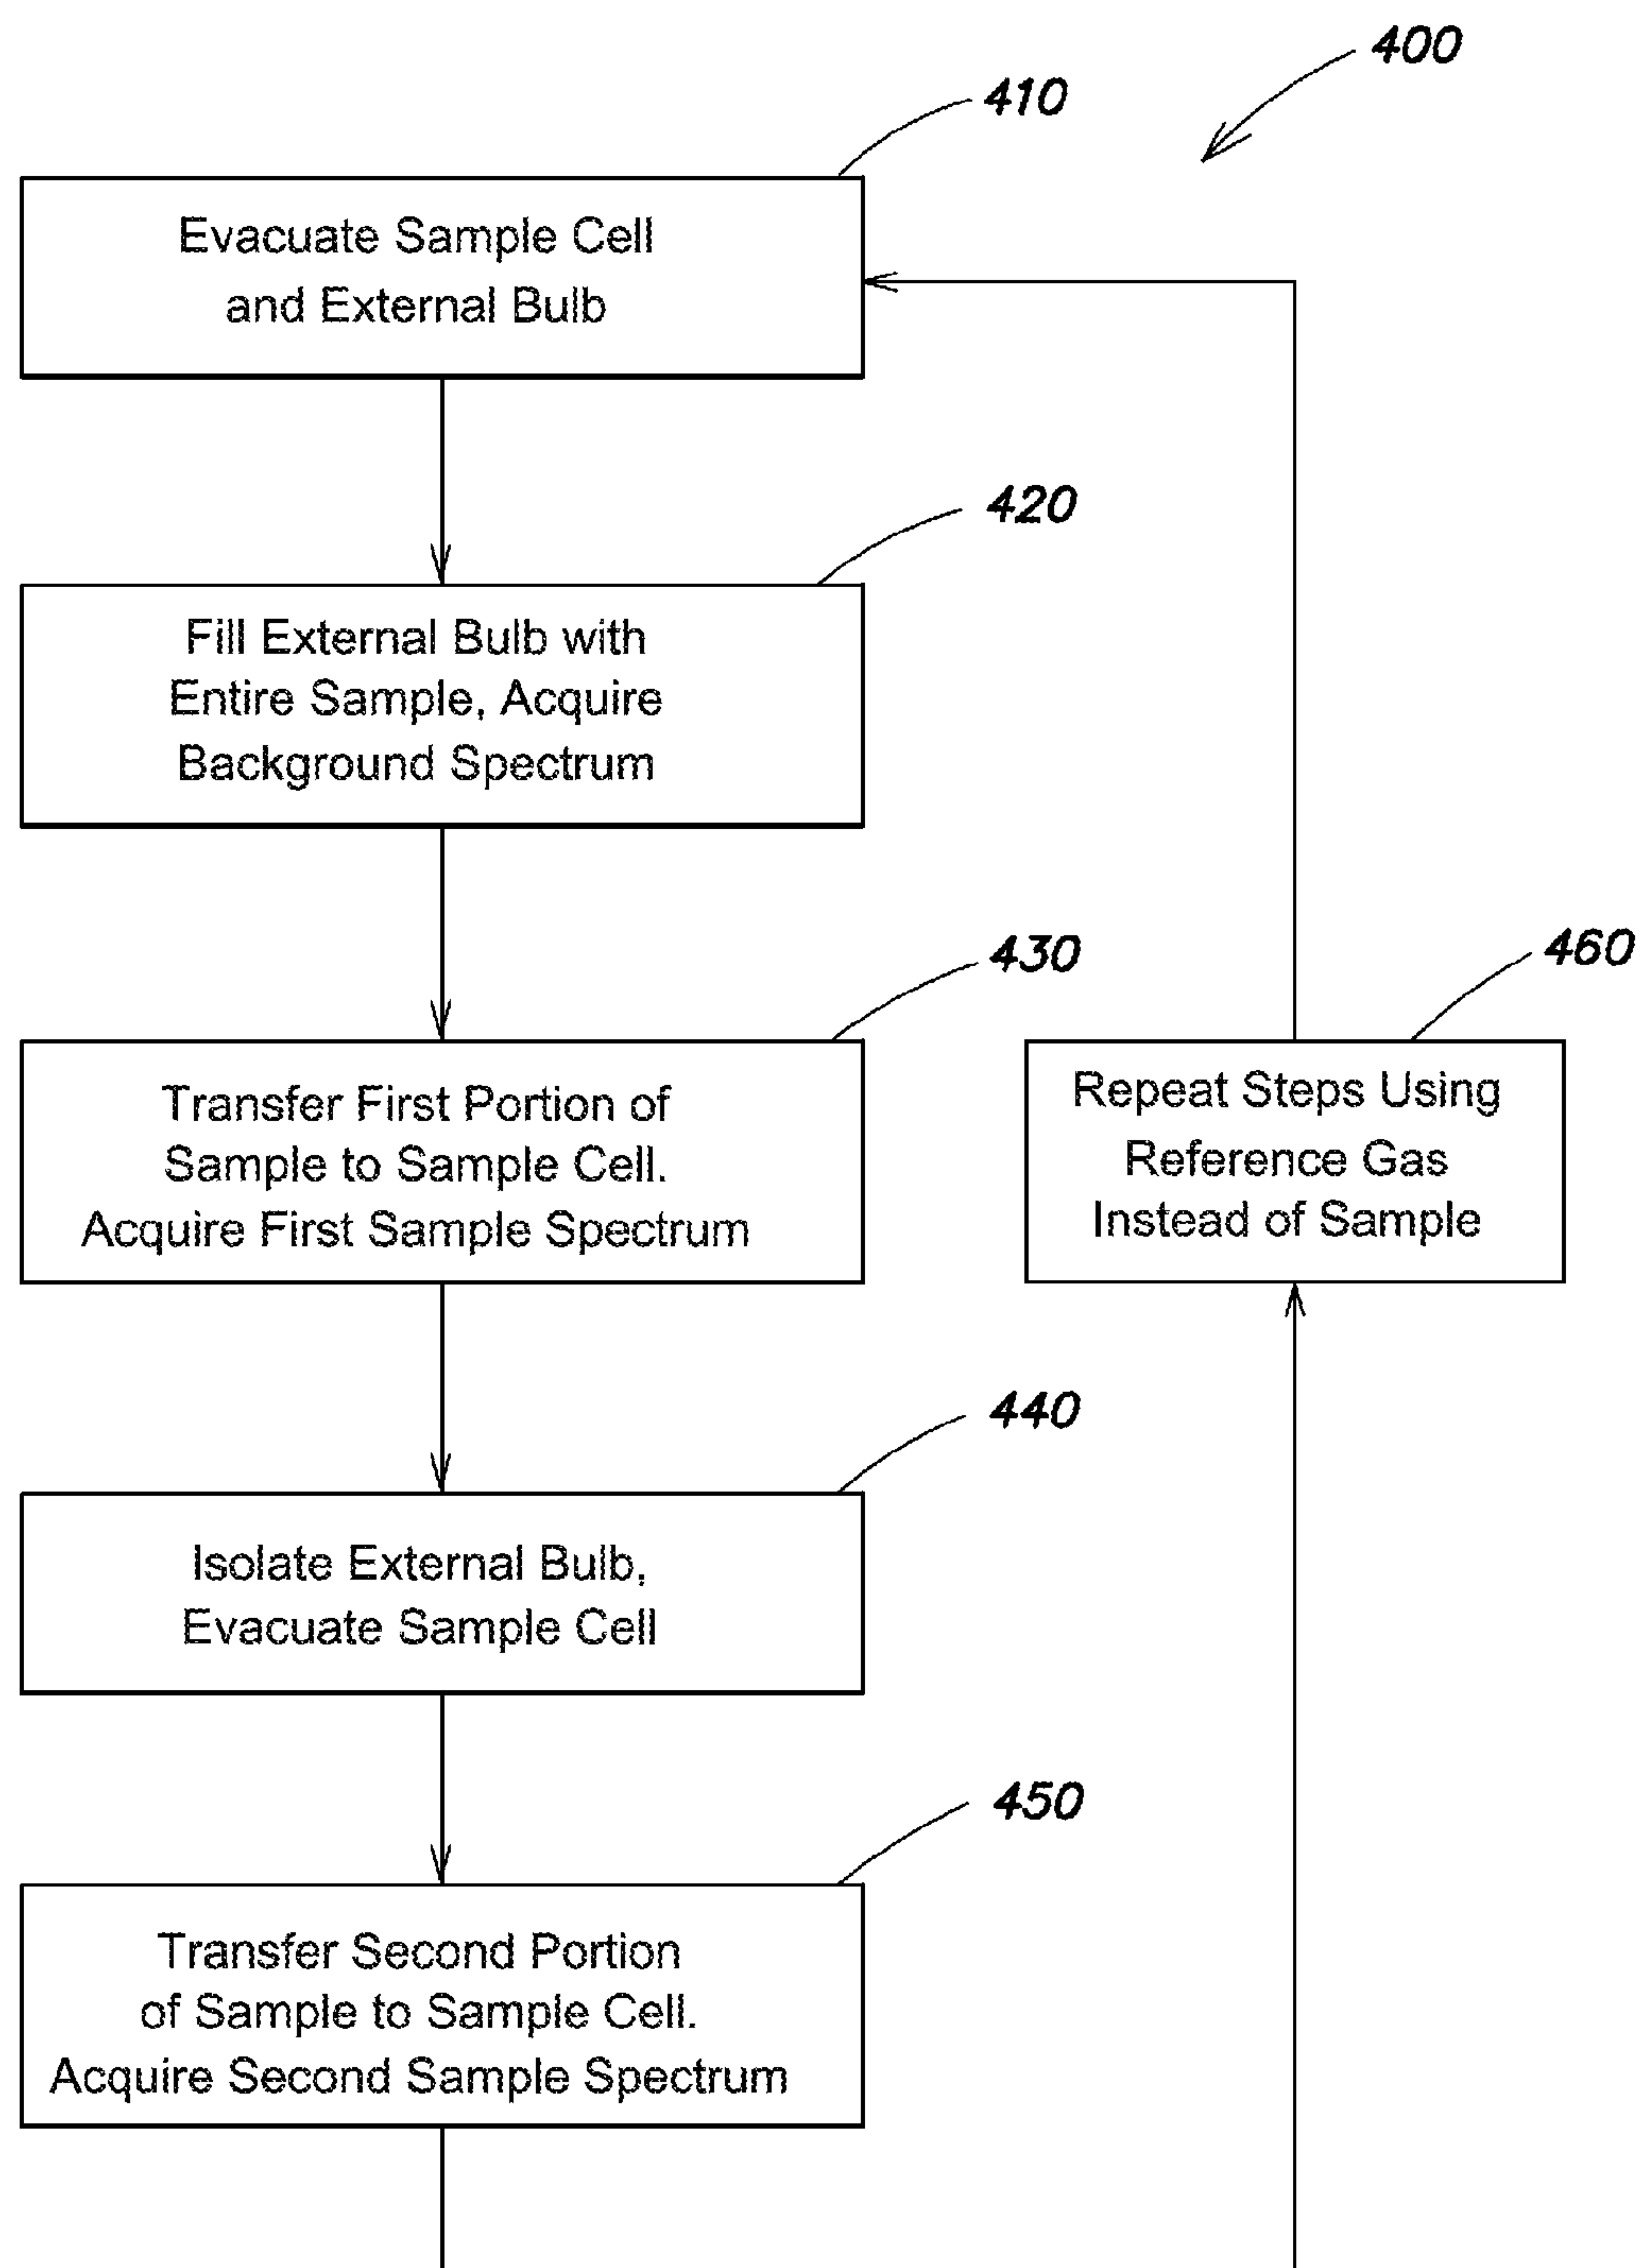 400
410
Evacuate Sample Cell
and External Bulb
420
Fill External Bulb with
Entire Sample, Acquire
Background Spectrum
430
Transfer First Portion of
Sample to Sample Cell.
Acquire First Sample Spectrum
440
Isolate External Bulb,
Evacuate Sample Cell
450
Transfer Second Portion
of Sample to Sample Cell.
Acquire Second Sample Spectrum
460
Repeat Steps Using
Reference Gas
Instead of Sample